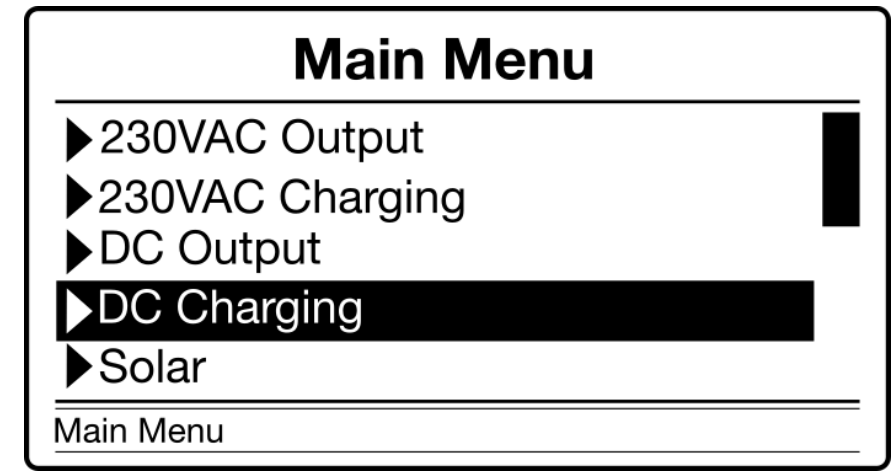 Main Menu
230VAC Output
230VAC Charging
DC Output
DC Charging
Solar
Main Menu